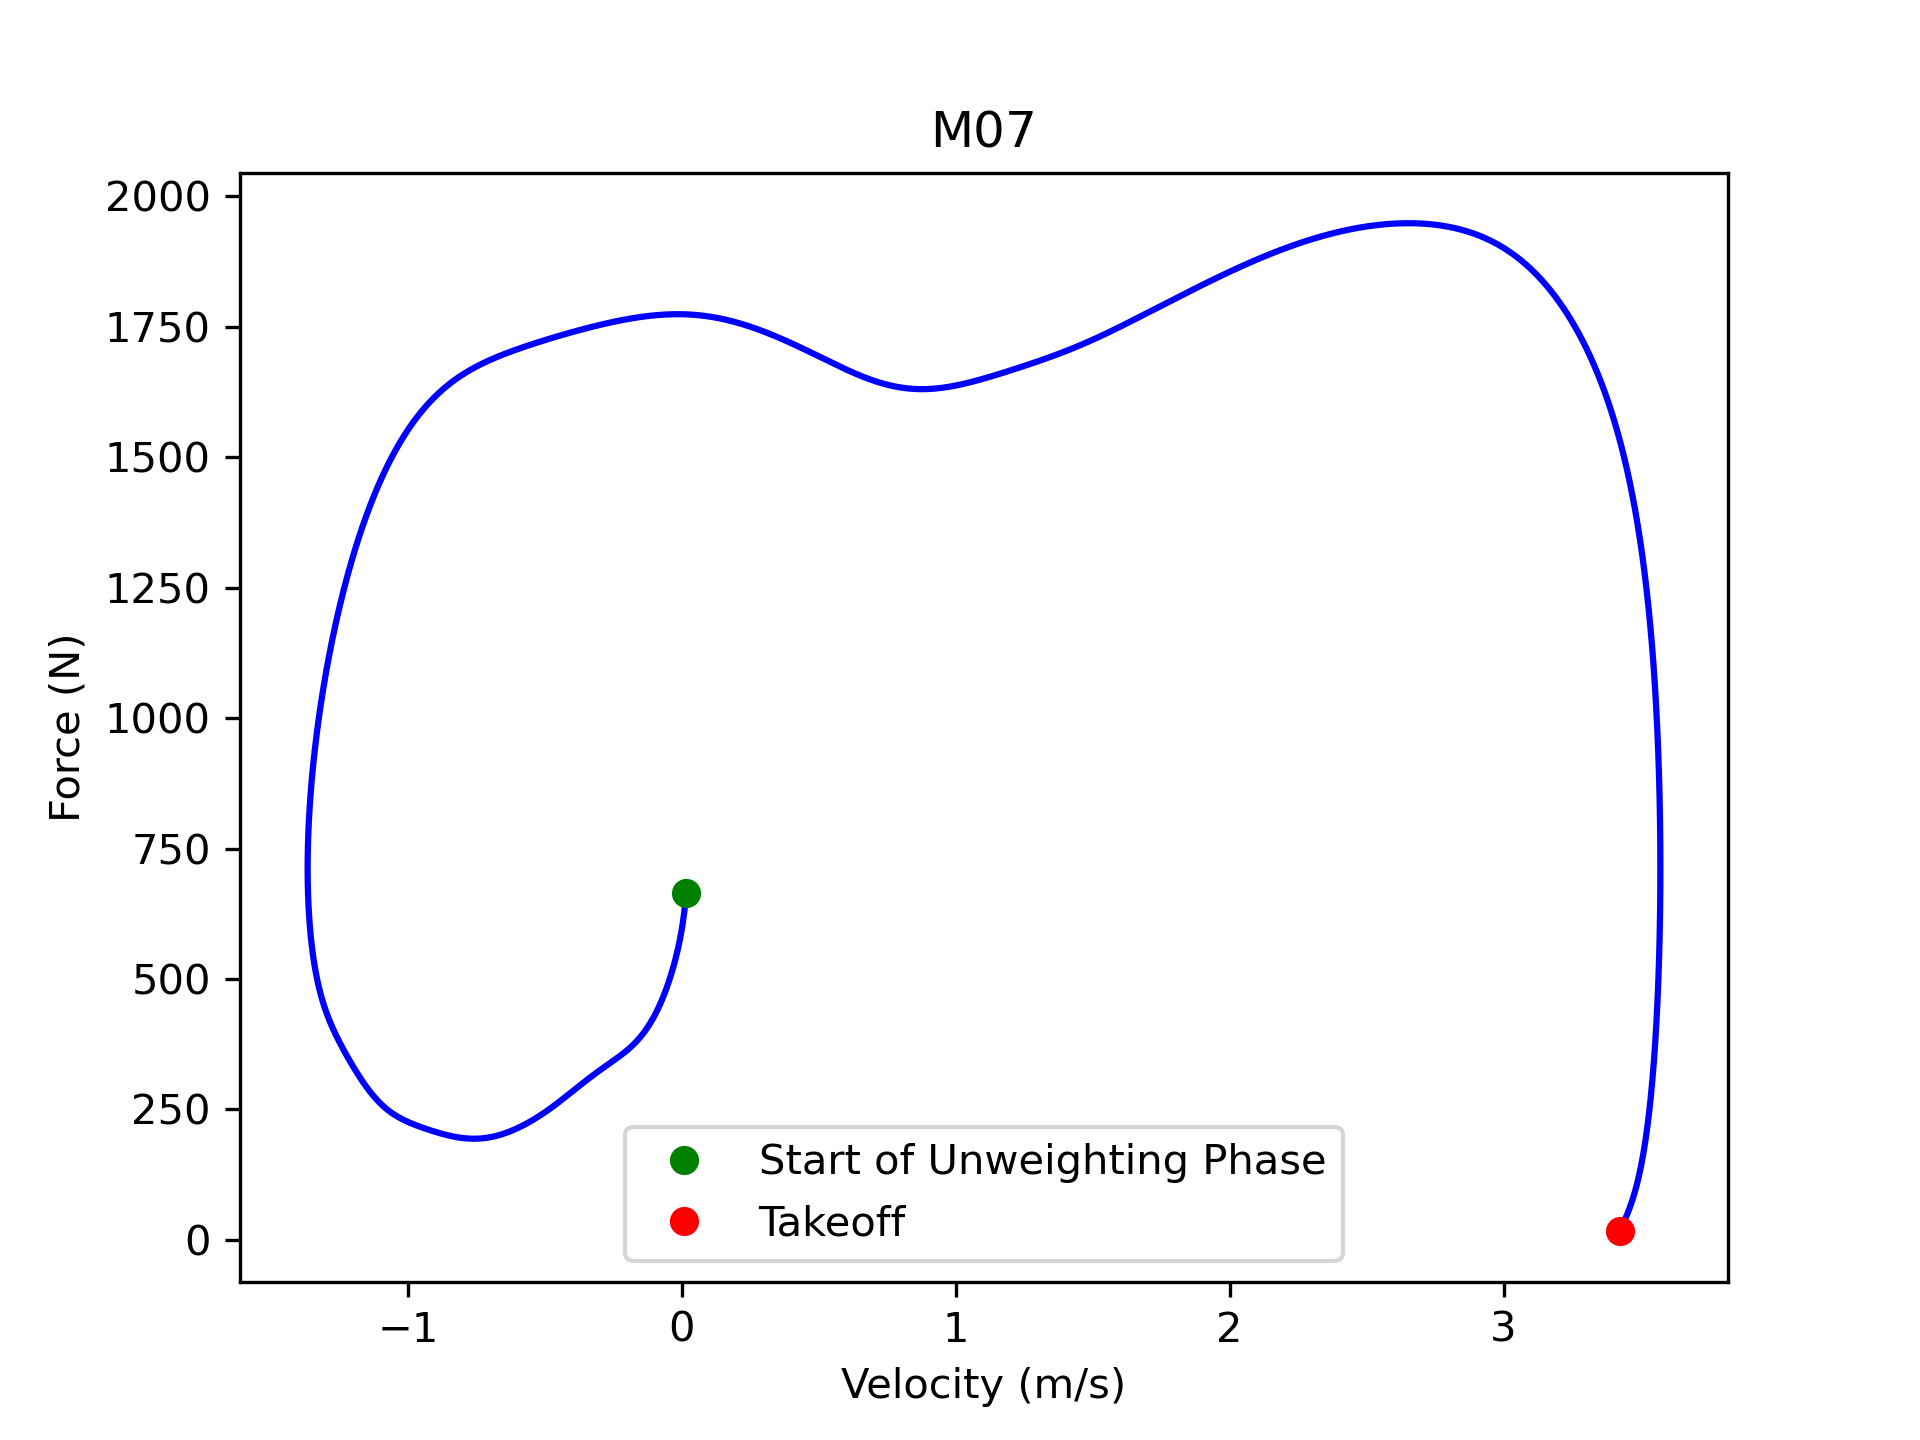 M07
2000
1750
1500
1250
1000
750
500
250
0
Force (N)
Start of Unweighting Phase
Takeoff
−1 0 1 2 3
Velocity (m/s)